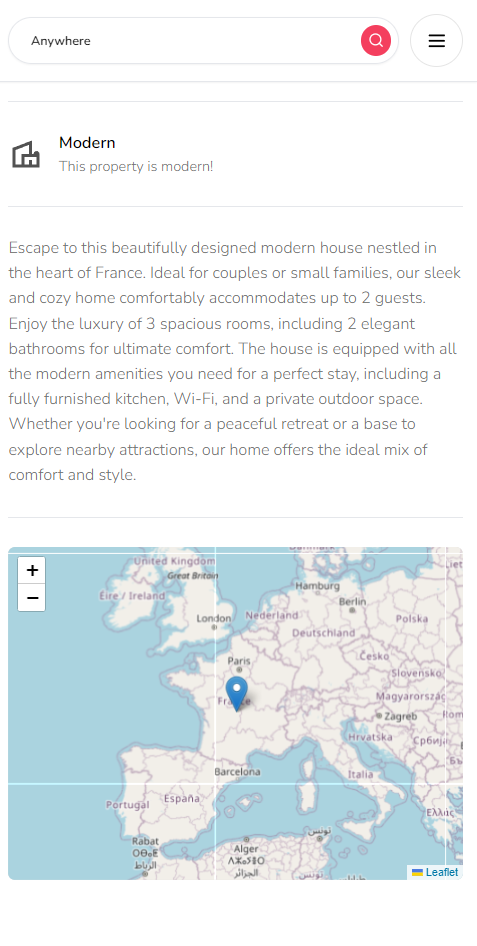 Anywhere
Modern
This property is modern!
Escape to this beautifully designed modern house nestled in
the heart of France. Ideal for couples or small families, our sleek
and cozy home comfortably accommodates up to 2 guests.
Enjoy the luxury of 3 spacious rooms, including 2 elegant
bathrooms for ultimate comfort. The house is equipped with all
the modern amenities you need for a perfect stay, including a
fully furnished kitchen, Wi-Fi, and a private outdoor space.
Whether you're looking for a peaceful retreat or a base to
explore nearby attractions, our home offers the ideal mix of
comfort and style.
+
−
United Kingdom
Great Britain
Éire / Ireland
London
Nederland
Hamburg
Berlin
Polska
Deutschland
Paris
Česko
Slovensko
Magyarország
France
Zagreb
Hrvatska
Barcelona
Italia
Portugal
España
Rabat
الرباط
Alger
الجزائر
تونس
Leaflet